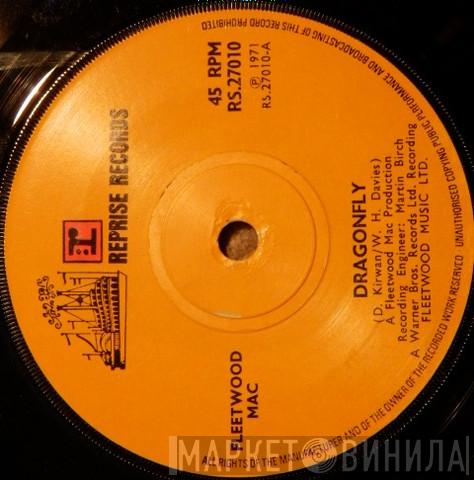 r:
REPRISE RECORDS
45 RPM
RS.27010
℗ 1971
RS.27010-A
FLEETWOOD
MAC
DRAGONFLY
(D. Kirwan/W. H. Davies)
A Fleetwood Mac Production
Recording Engineer: Martin Birch
A Warner Bros. Records Ltd. Recording
FLEETWOOD MUSIC LTD.
ALL RIGHTS OF THE MANUFACTURER AND OF THE OWNER OF THE RECORDED WORK RESERVED UNAUTHORISED COPYING PUBLIC PERFORMANCE AND BROADCASTING OF THIS RECORD PROHIBITED
МАРКЕТ ВИНИЛА